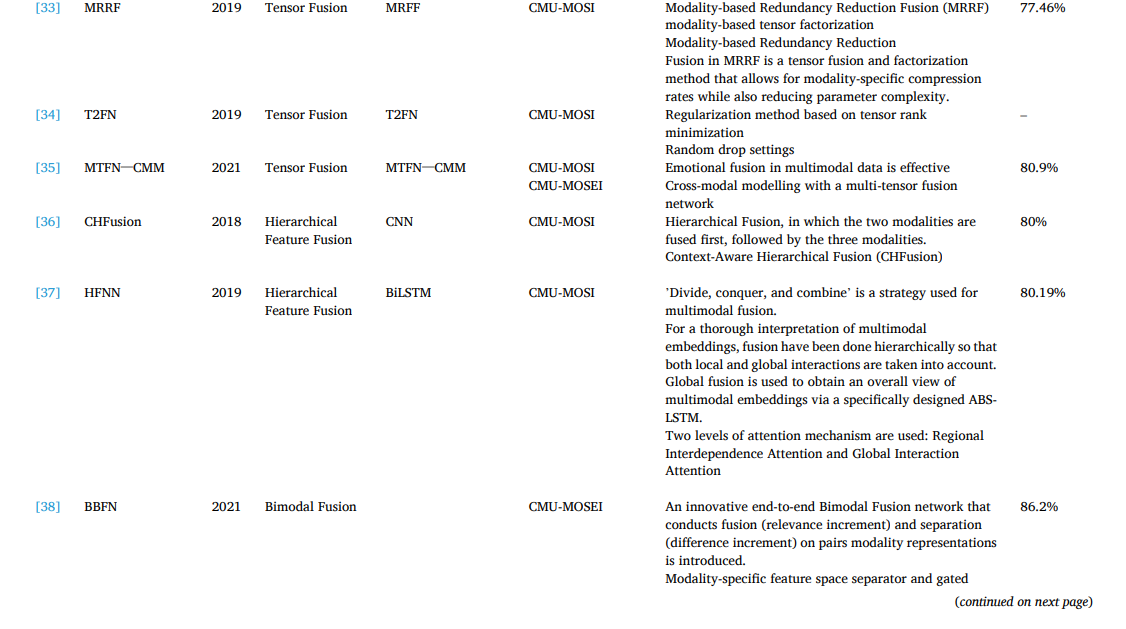 [33] MRRF 2019 Tensor Fusion MRFF CMU-MOSI Modality-based Redundancy Reduction Fusion (MRRF) 77.46%
modality-based tensor factorization
Modality-based Redundancy Reduction
Fusion in MRRF is a tensor fusion and factorization
method that allows for modality-specific compression
rates while also reducing parameter complexity.
[34] T2FN 2019 Tensor Fusion T2FN CMU-MOSI Regularization method based on tensor rank –
minimization
Random drop settings
[35] MTFN—CMM 2021 Tensor Fusion MTFN—CMM CMU-MOSI Emotional fusion in multimodal data is effective 80.9%
CMU-MOSEI Cross-modal modelling with a multi-tensor fusion
network
[36] CHFusion 2018 Hierarchical CNN CMU-MOSI Hierarchical Fusion, in which the two modalities are 80%
Feature Fusion fused first, followed by the three modalities.
Context-Aware Hierarchical Fusion (CHFusion)
[37] HFNN 2019 Hierarchical BiLSTM CMU-MOSI 'Divide, conquer, and combine' is a strategy used for 80.19%
Feature Fusion multimodal fusion.
For a thorough interpretation of multimodal
embeddings, fusion have been done hierarchically so that
both local and global interactions are taken into account.
Global fusion is used to obtain an overall view of
multimodal embeddings via a specifically designed ABS-
LSTM.
Two levels of attention mechanism are used: Regional
Interdependence Attention and Global Interaction
Attention
[38] BBFN 2021 Bimodal Fusion CMU-MOSEI An innovative end-to-end Bimodal Fusion network that 86.2%
conducts fusion (relevance increment) and separation
(difference increment) on pairs modality representations
is introduced.
Modality-specific feature space separator and gated
(continued on next page)